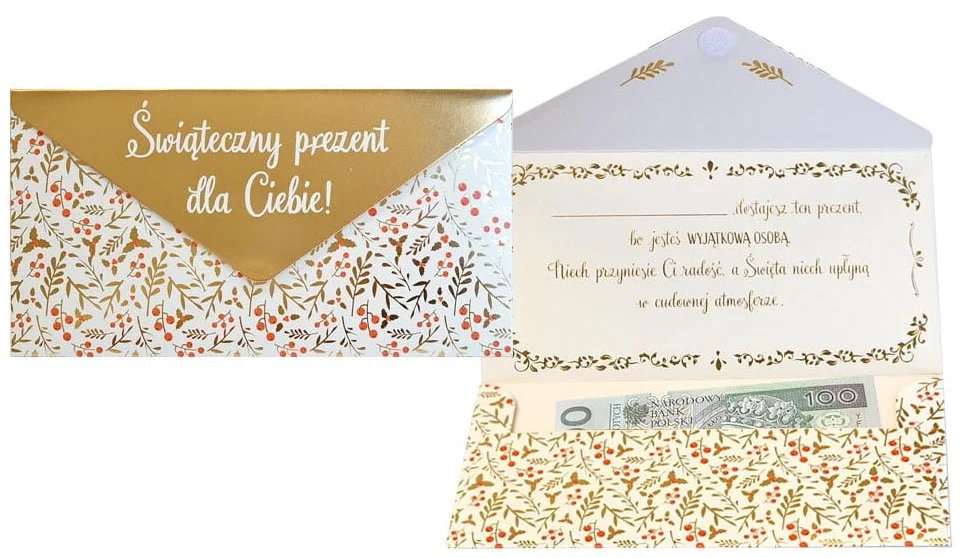 Świąteczny prezent
dla Ciebie!
dostajesz ten prezent,
bo jesteś WYJĄTKOWĄ OSOBĄ.
Niech przyniesie Ci radość, a Święta niech upłyną
w cudownej atmosferze.
100
NARODOWY
BANK
POLSKI